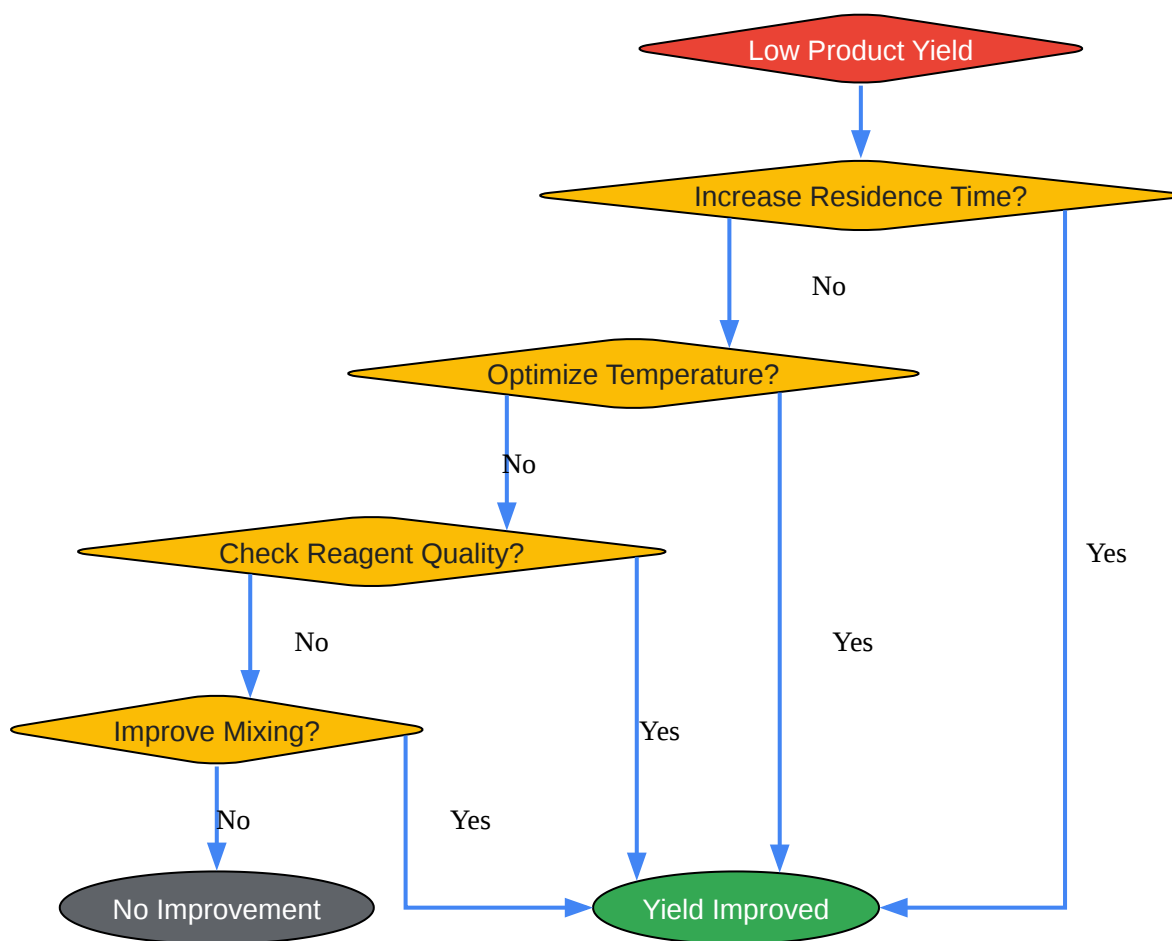 Low Product Yield
Increase Residence Time?
No
Optimize Temperature?
No
Check Reagent Quality?
Yes
No
Yes
Improve Mixing?
Yes
No
Yes
No Improvement
Yield Improved